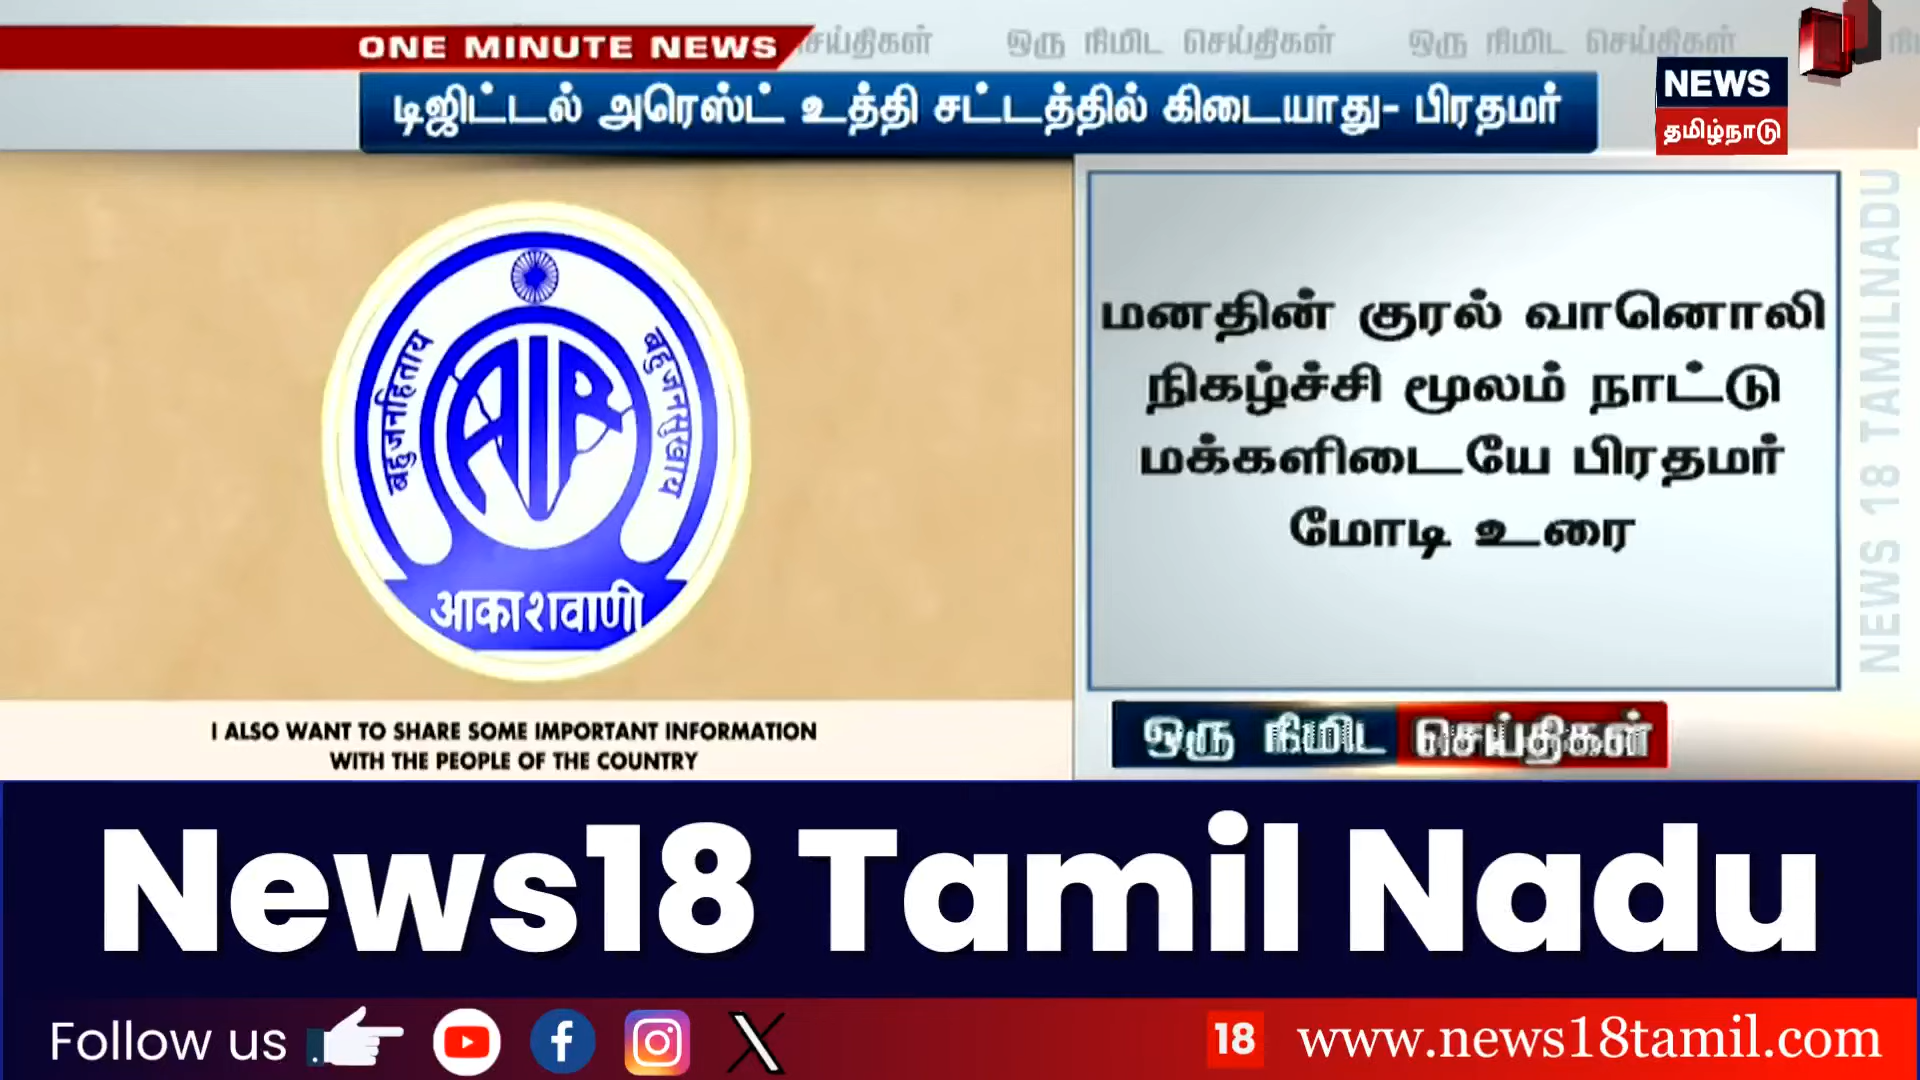 ONE MINUTE NEWS
செய்திகள் ஒரு நிமிட செய்திகள் ஒரு நிமிட செய்திகள்
டிஜிட்டல் அரெஸ்ட் உத்தி சட்டத்தில் கிடையாது- பிரதமர்
NEWS
தமிழ்நாடு
बहुजनहिताय
बहुजनसुखाय
AIR
आकाशवाणी
மனதின் குரல் வானொலி
நிகழ்ச்சி மூலம் நாட்டு
மக்களிடையே பிரதமர்
மோடி உரை
NEWS 18 TAMILNADU
I ALSO WANT TO SHARE SOME IMPORTANT INFORMATION
WITH THE PEOPLE OF THE COUNTRY
ஒரு நிமிட செய்திகள்
News18 Tamil Nadu
Follow us
18 www.news18tamil.com